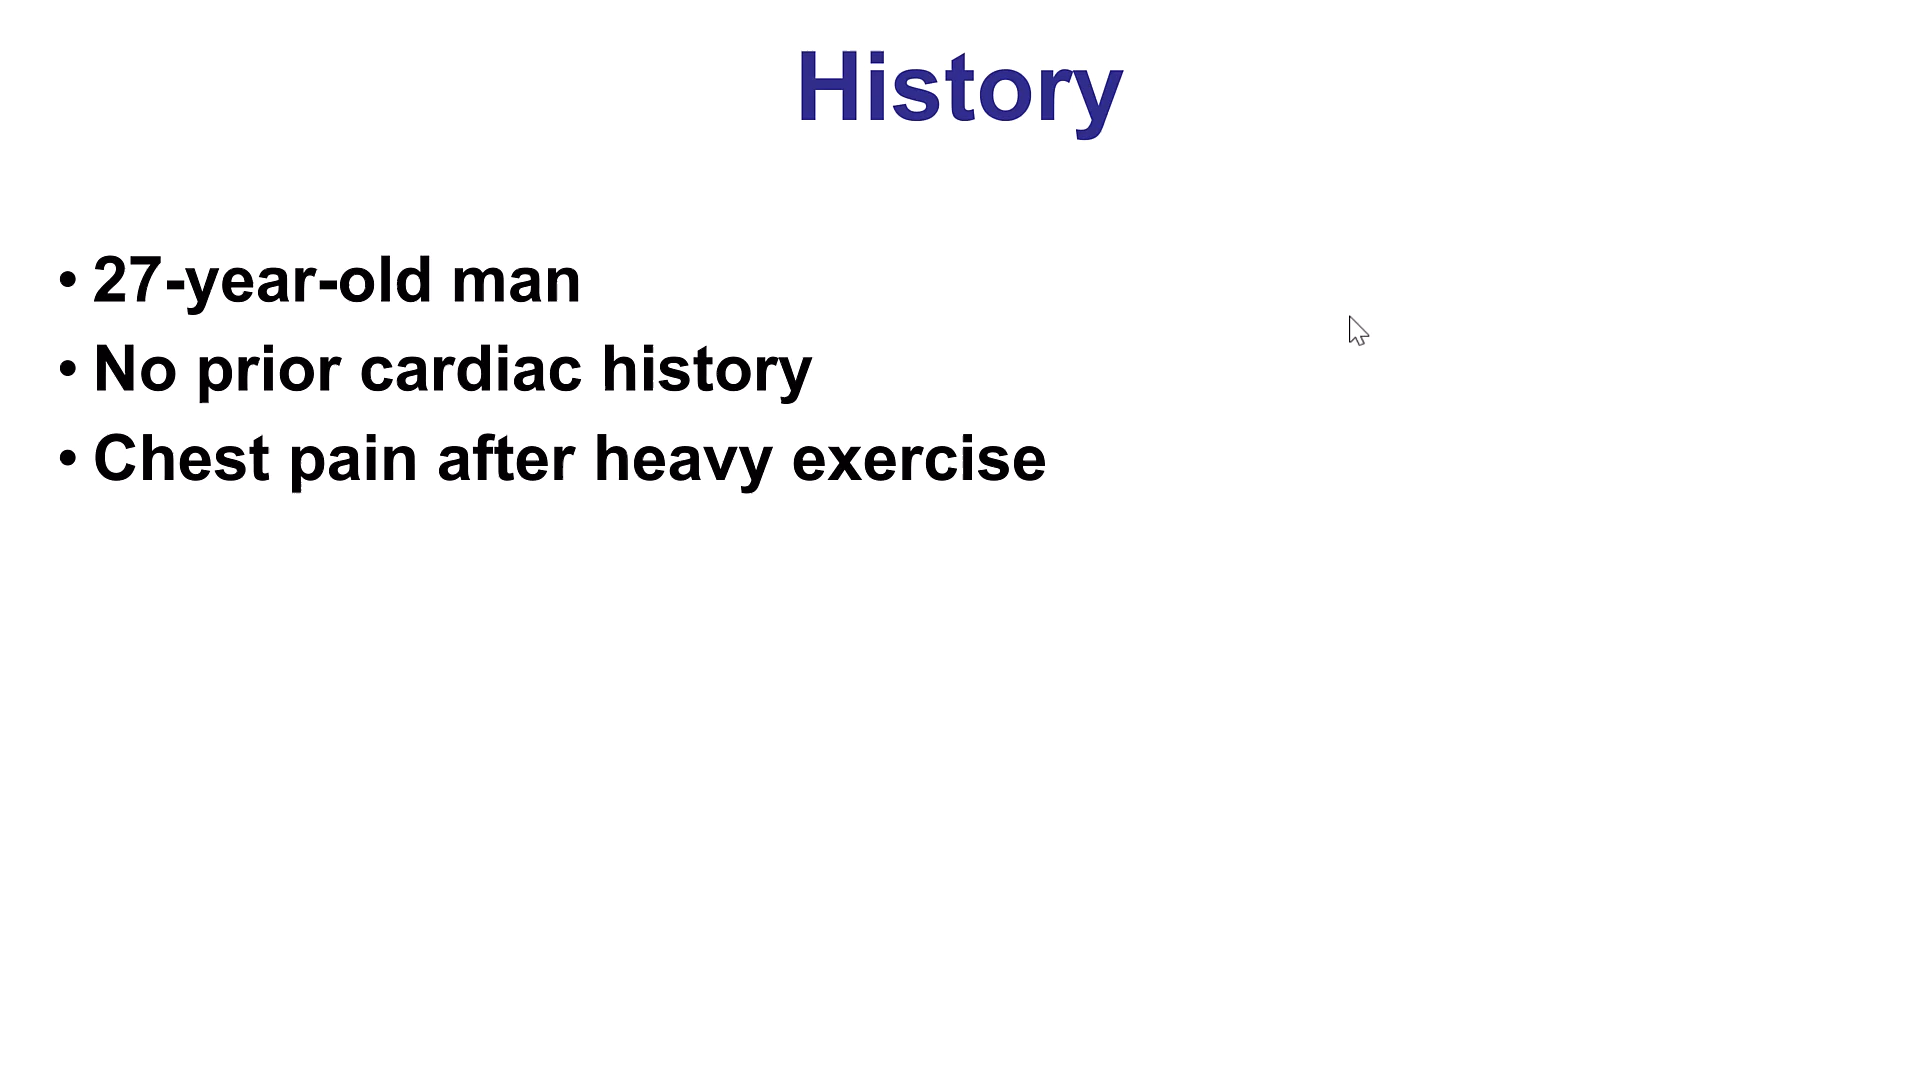 History
• 27-year-old man
• No prior cardiac history
• Chest pain after heavy exercise